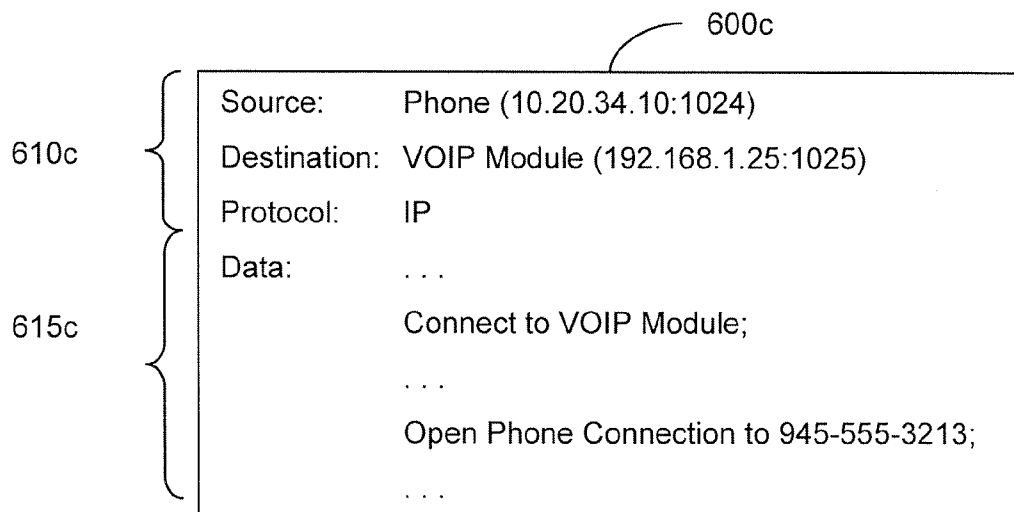 600c
610c
Source: Phone (10.20.34.10:1024)
Destination: VOIP Module (192.168.1.25:1025)
Protocol: IP
615c
Data: . . .
Connect to VOIP Module;
. . .
Open Phone Connection to 945-555-3213;
. . .